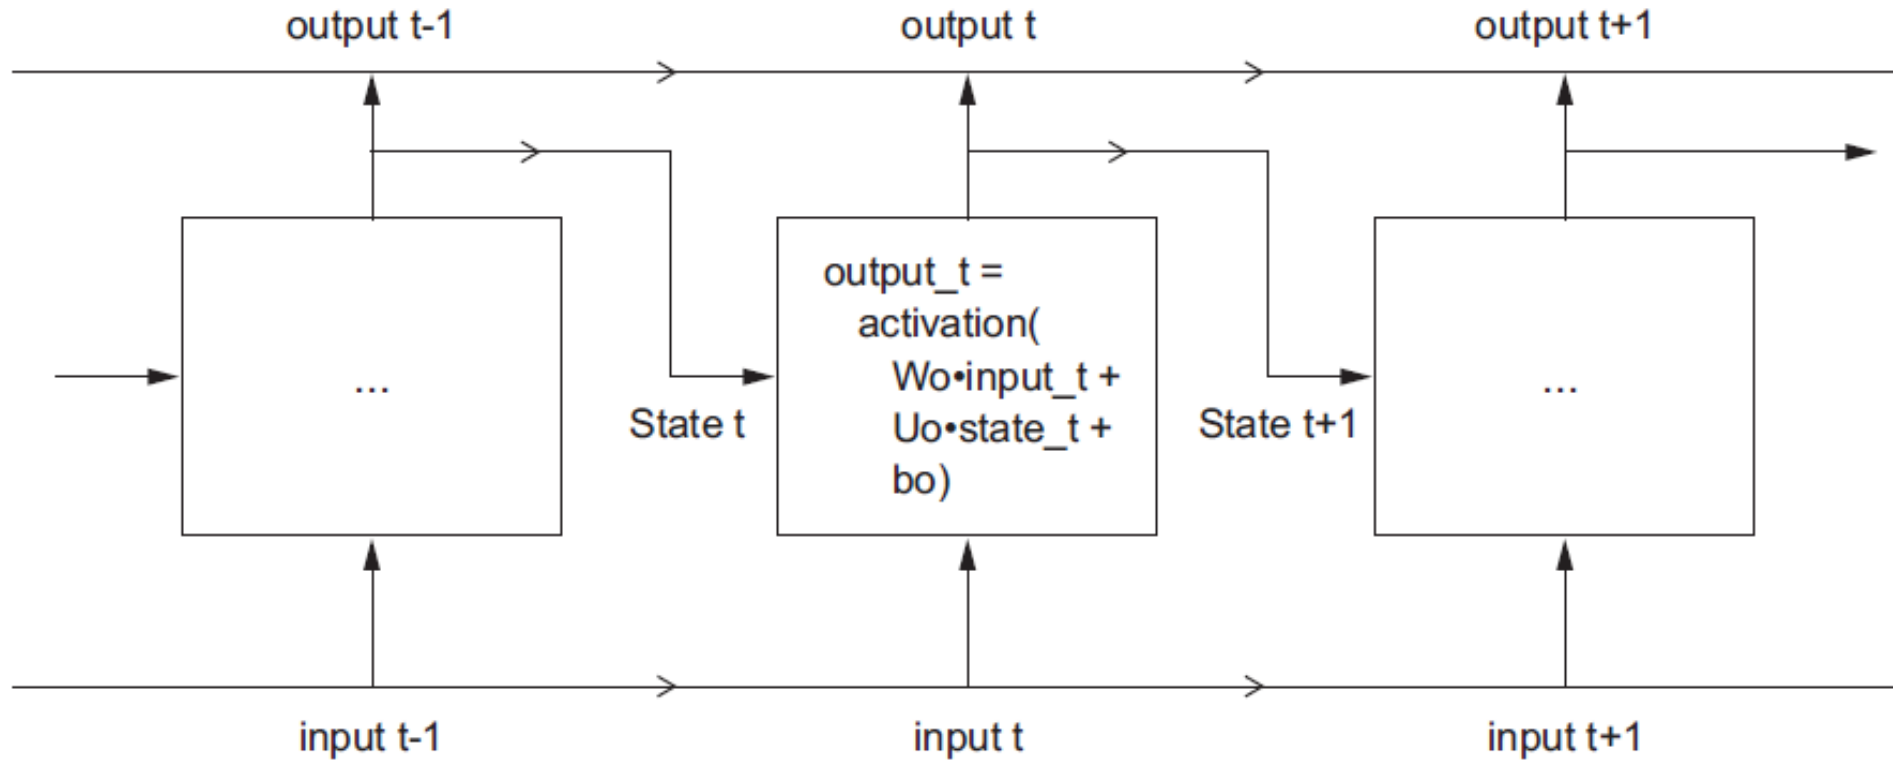 output t-1
output t
output t+1
output_t =
activation(
Wo•input_t +
Uo•state_t +
bo)
...
...
State t
State t+1
input t-1
input t
input t+1